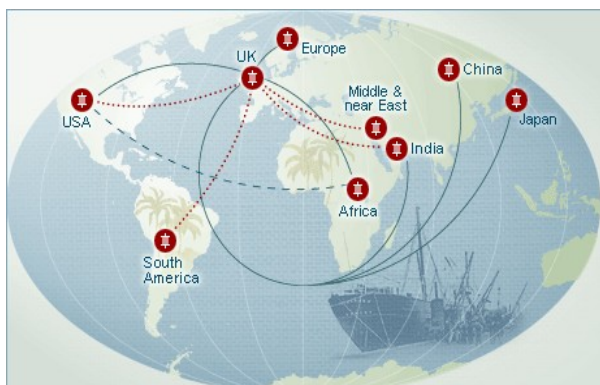 UK
Europe
China
USA
Middle &
near East
Japan
India
Africa
South
America